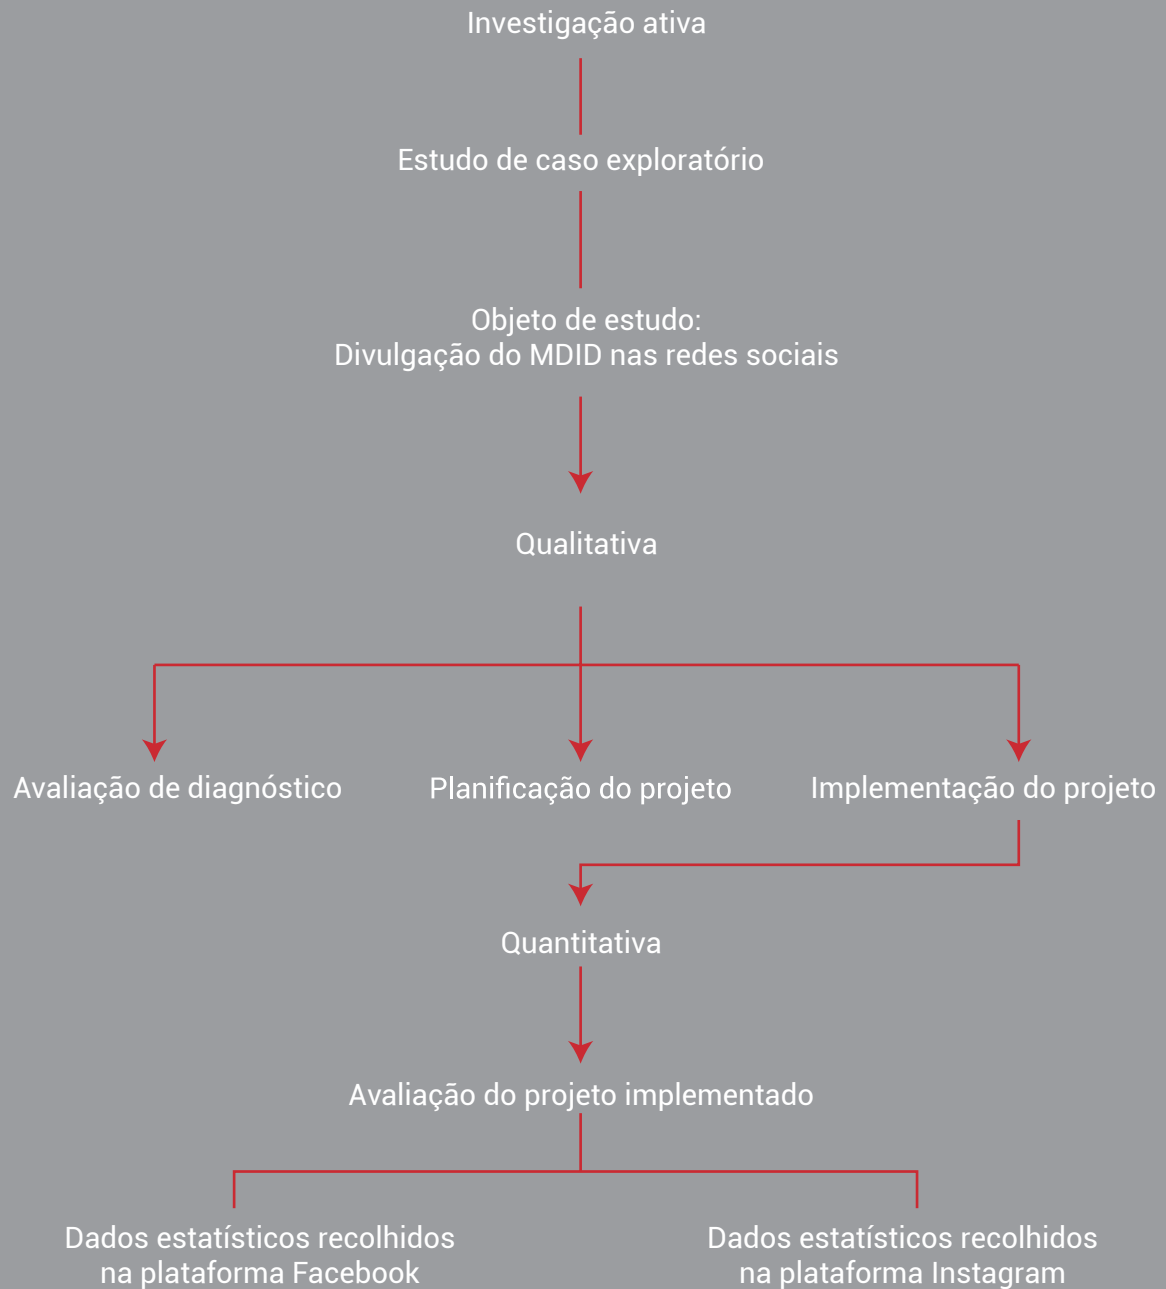 Investigação ativa
Estudo de caso exploratório
Objeto de estudo:
Divulgação do MDID nas redes sociais
Qualitativa
Avaliação de diagnóstico
Planificação do projeto
Implementação do projeto
Quantitativa
Avaliação do projeto implementado
Dados estatísticos recolhidos
na plataforma Facebook
Dados estatísticos recolhidos
na plataforma Instagram